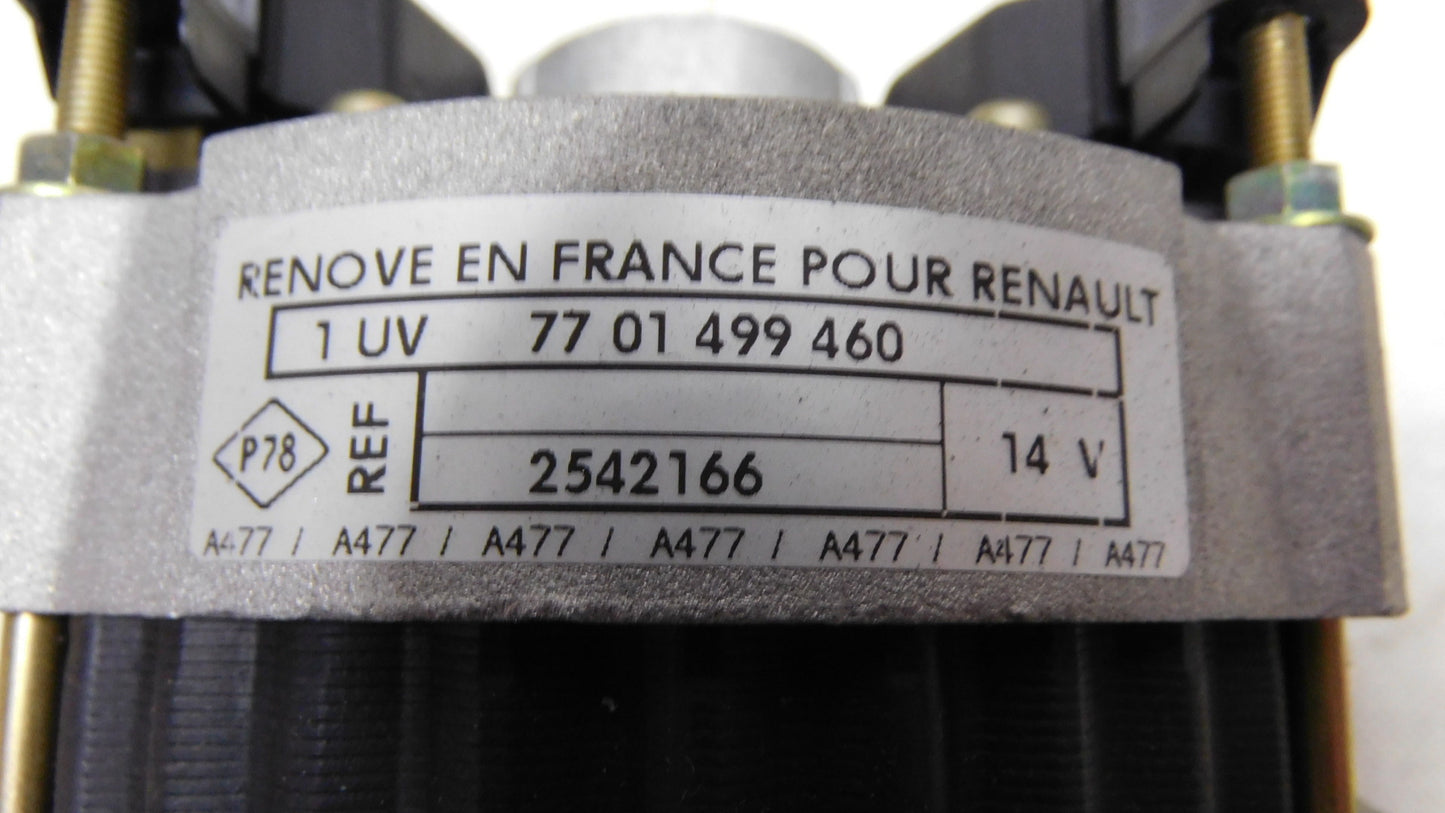 RENOVE EN FRANCE POUR RENAULT
1 UV 77 01 499 460
P78 REF 2542166 14 V
A477 / A477 / A477 / A477 / A477 / A477 / A477